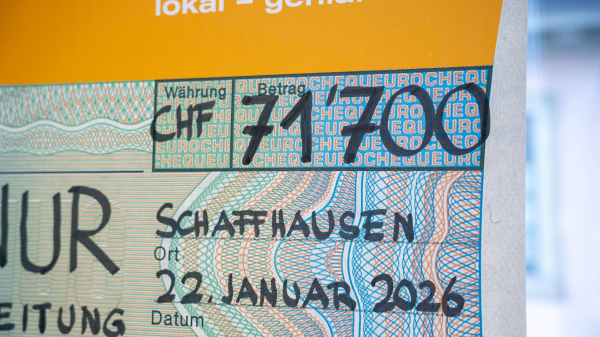 lokal – genial
Währung Betrag
CHF 71'700
NUR
SCHAFFHAUSEN
Ort
22. JANUAR 2026
EITUNG
Datum